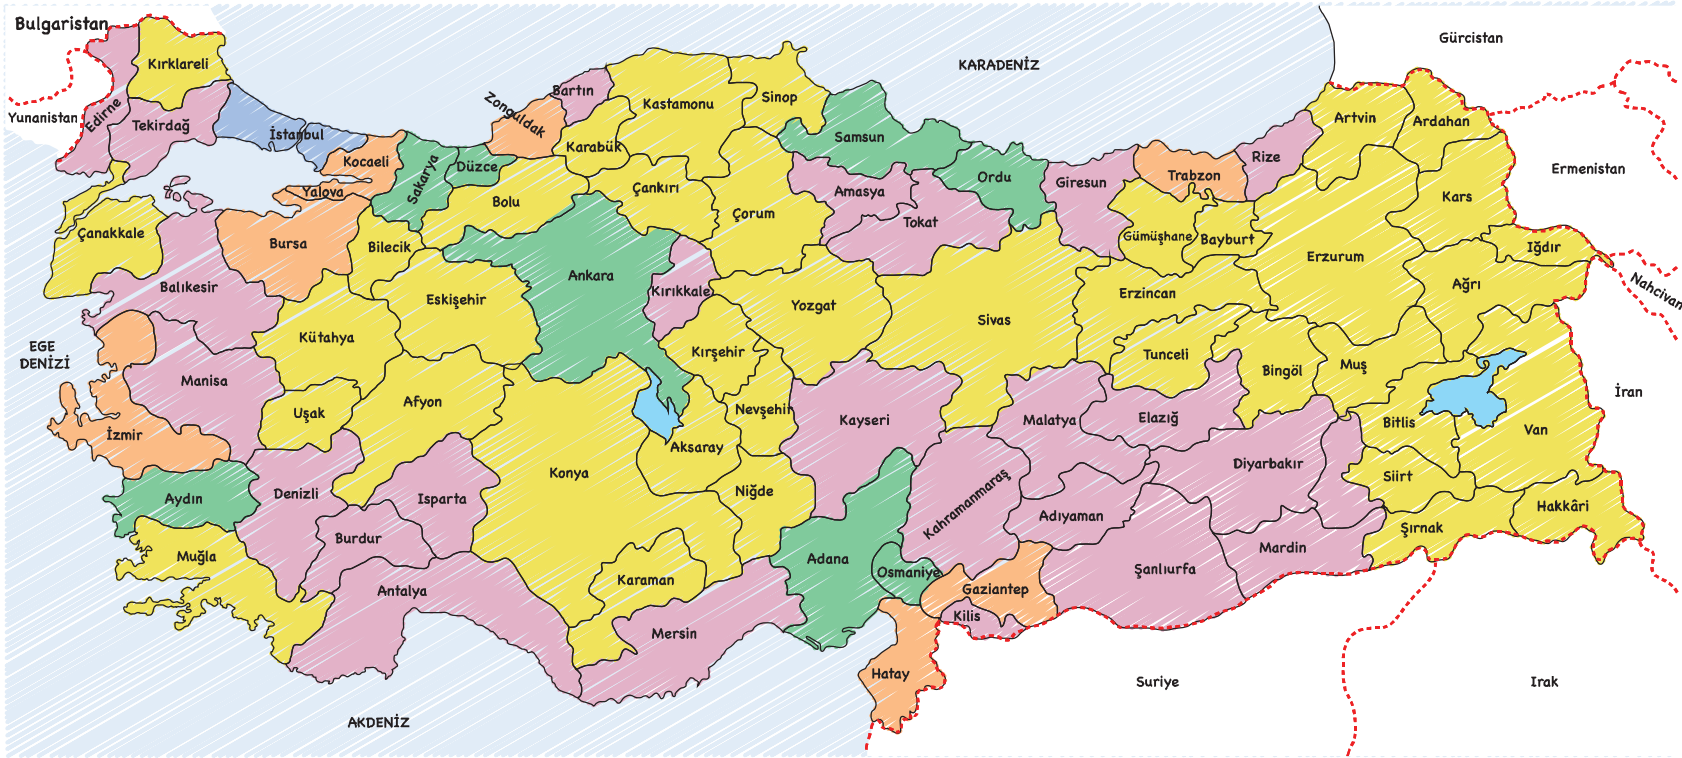 Bulgaristan
Kırklareli
Yunanistan
Edirne
Tekirdağ
İstanbul
Kocaeli
Yalova
Sakarya
Düzce
Zonguldak
Bartın
Karabük
Kastamonu
Sinop
KARADENİZ
Gürcistan
Samsun
Artvin
Ardahan
Çanakkale
Bursa
Bilecik
Bolu
Çankırı
Çorum
Amasya
Tokat
Ordu
Giresun
Trabzon
Rize
Kars
Ermenistan
Gümüşhane
Bayburt
Erzurum
Iğdır
Ağrı
Nahcivan
Balıkesir
Eskişehir
Ankara
Kırıkkale
Yozgat
Sivas
Erzincan
EGE
DENİZİ
Kütahya
Kırşehir
Tunceli
Bingöl
Muş
Manisa
Uşak
Afyon
Nevşehir
Kayseri
Malatya
Elazığ
Bitlis
Van
İran
İzmir
Aksaray
Konya
Niğde
Diyarbakır
Siirt
Aydın
Denizli
Isparta
Kahramanmaraş
Adıyaman
Şırnak
Hakkâri
Muğla
Burdur
Karaman
Adana
Osmaniye
Şanlıurfa
Mardin
Antalya
Gaziantep
Kilis
Mersin
Hatay
Suriye
Irak
AKDENİZ